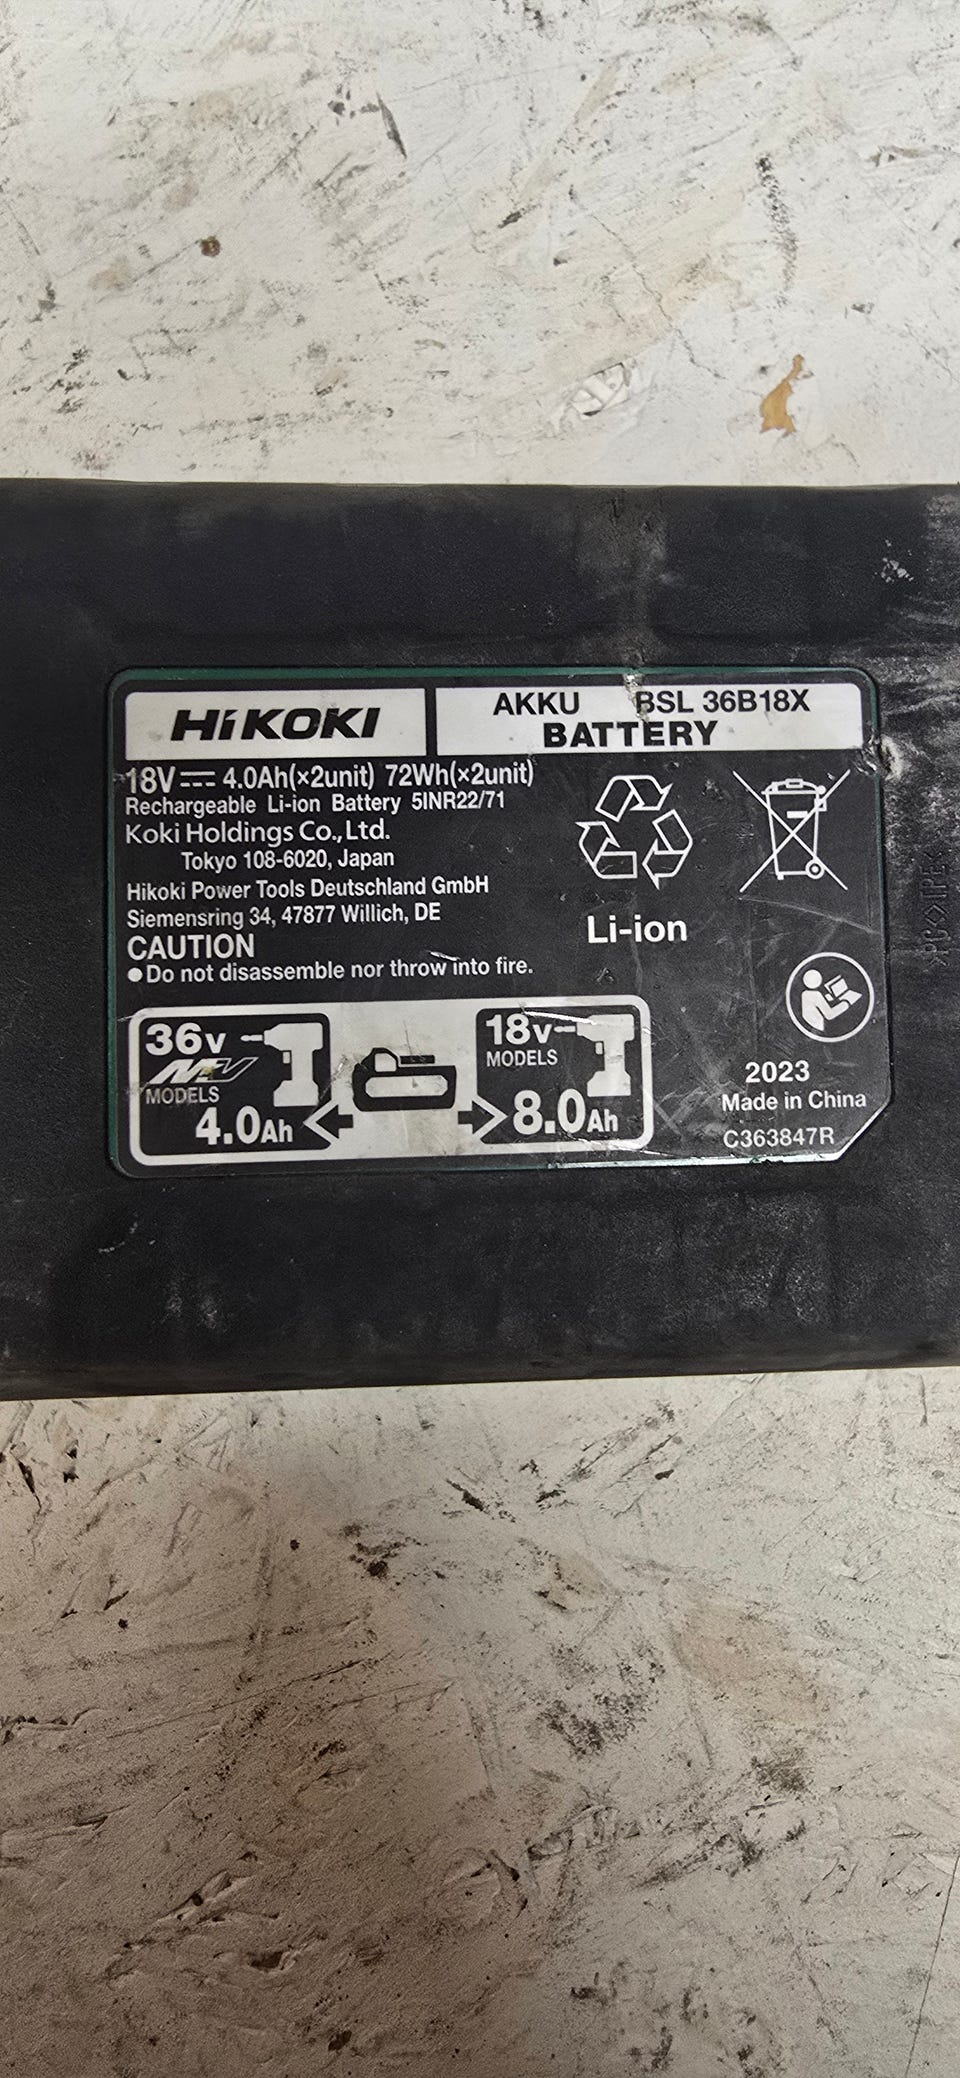 HiKOKI
AKKU BSL 36B18X
BATTERY
18V⎓4.0Ah(×2unit) 72Wh(×2unit)
Rechargeable Li-ion Battery 5INR22/71
Koki Holdings Co.,Ltd.
Tokyo 108-6020, Japan
Hikoki Power Tools Deutschland GmbH
Siemensring 34, 47877 Willich, DE
CAUTION
●Do not disassemble nor throw into fire.
Li-ion
36v
MV
MODELS
4.0Ah
18v
MODELS
8.0Ah
2023
Made in China
C363847R